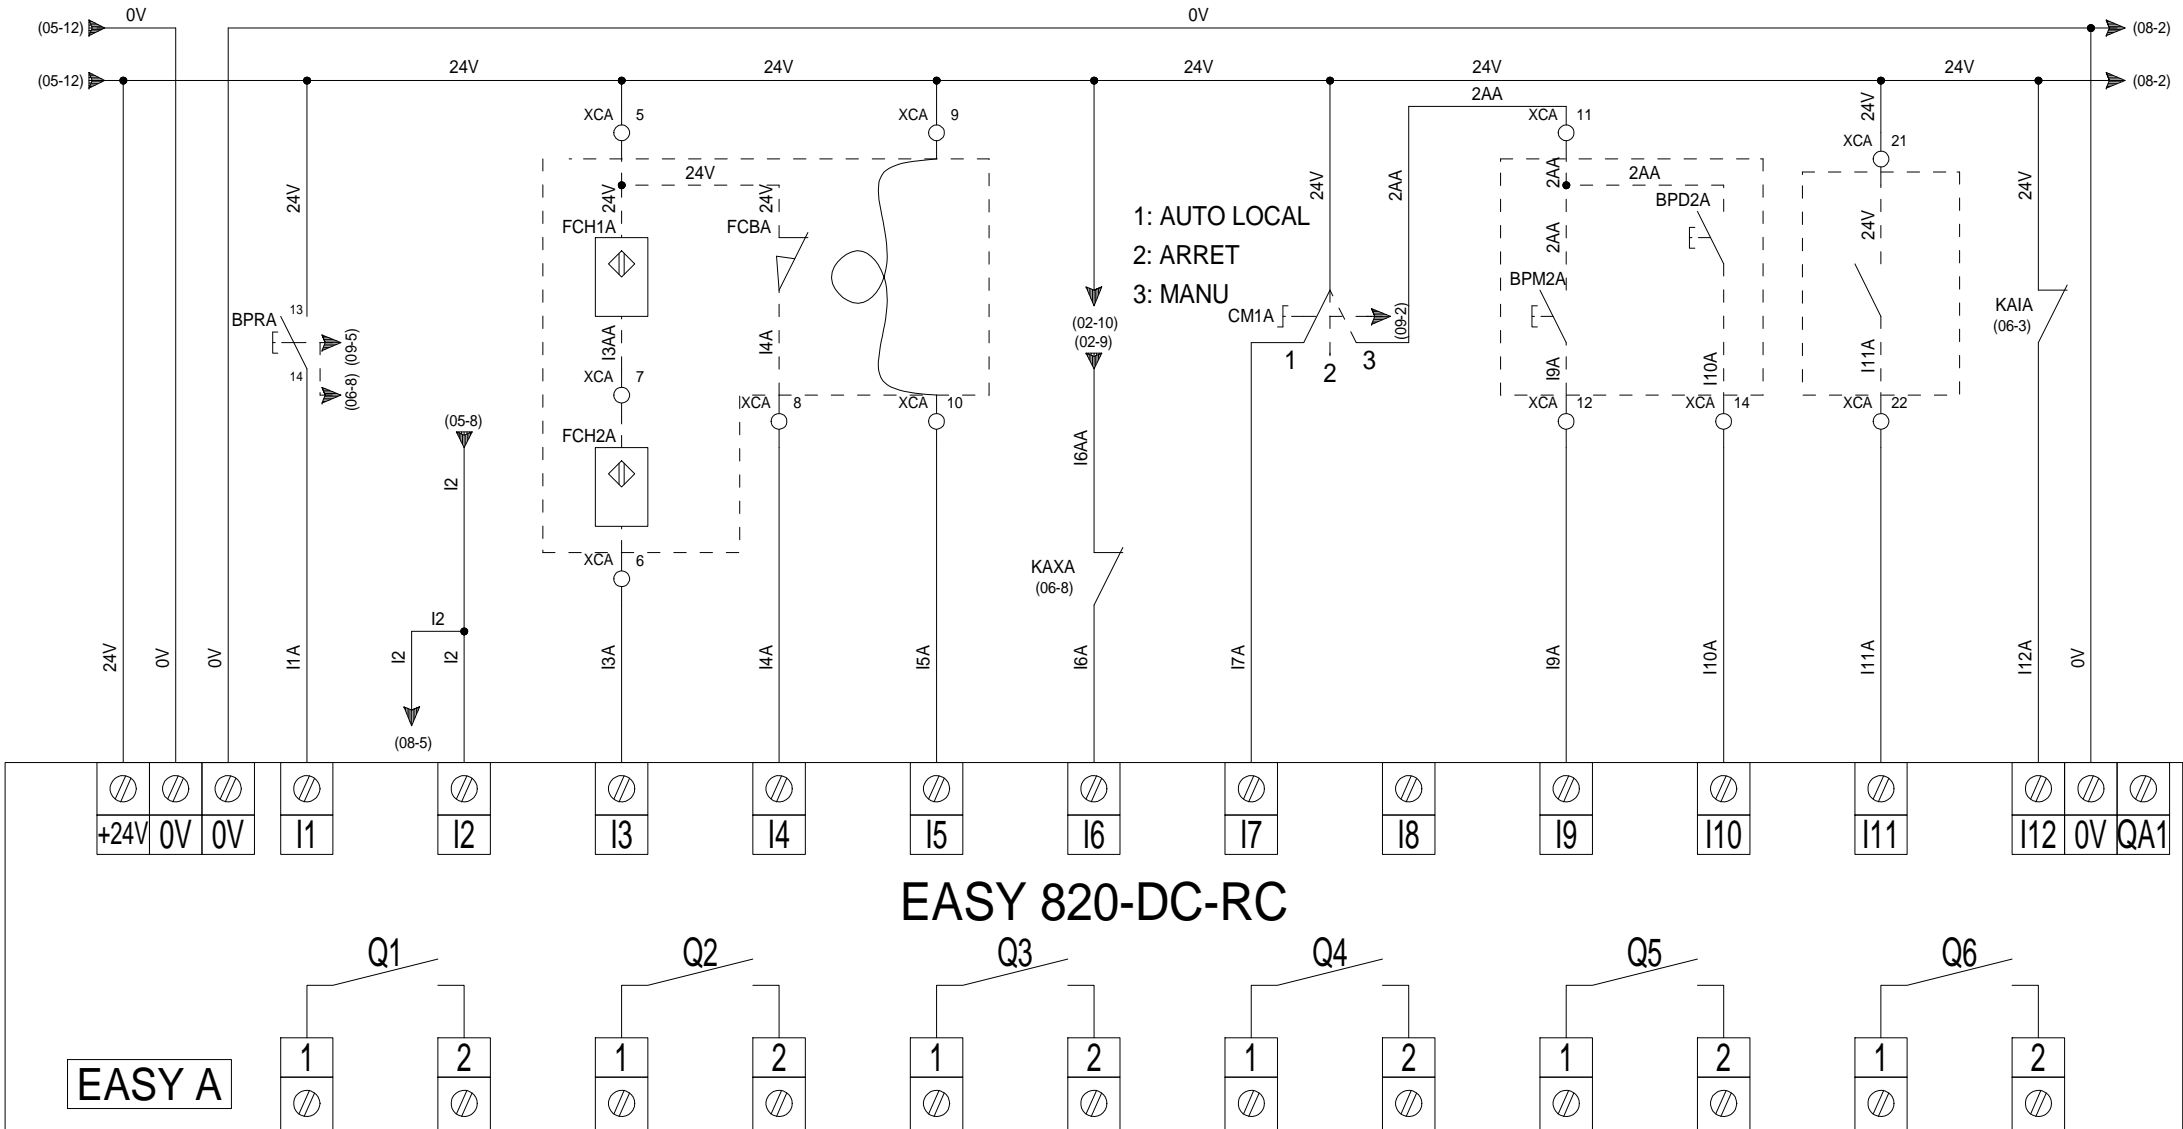 (05-12) 0V 0V (08-2)
(05-12) 24V 24V 24V 24V 24V (08-2)
2AA
XCA 5
XCA 9
XCA 11
XCA 21
24V
24V
24V
24V
24V
24V
24V
2AA
2AA
2AA
2AA
24V
24V
24V
FCH1A
FCBA
1: AUTO LOCAL
2: ARRET
3: MANU
BPD2A
BPM2A
BPRA
13
14
(09-5)
(06-8)
I3AA
I4A
(02-10)
(02-9)
CM1A
(09-2)
1
2
3
KAIA
(06-3)
I9A
I10A
I11A
XCA 7
XCA 8
XCA 10
XCA 12
XCA 14
XCA 22
(05-8)
FCH2A
I2
I6AA
XCA 6
KAXA
(06-8)
I2
24V
0V
0V
I1A
I2
I2
I3A
I4A
I5A
I6A
I7A
I9A
I10A
I11A
I12A
0V
(08-5)
+24V 0V 0V I1 I2 I3 I4 I5 I6 I7 I8 I9 I10 I11 I12 0V QA1
EASY 820-DC-RC
Q1 Q2 Q3 Q4 Q5 Q6
1 2 1 2 1 2 1 2 1 2 1 2
EASY A